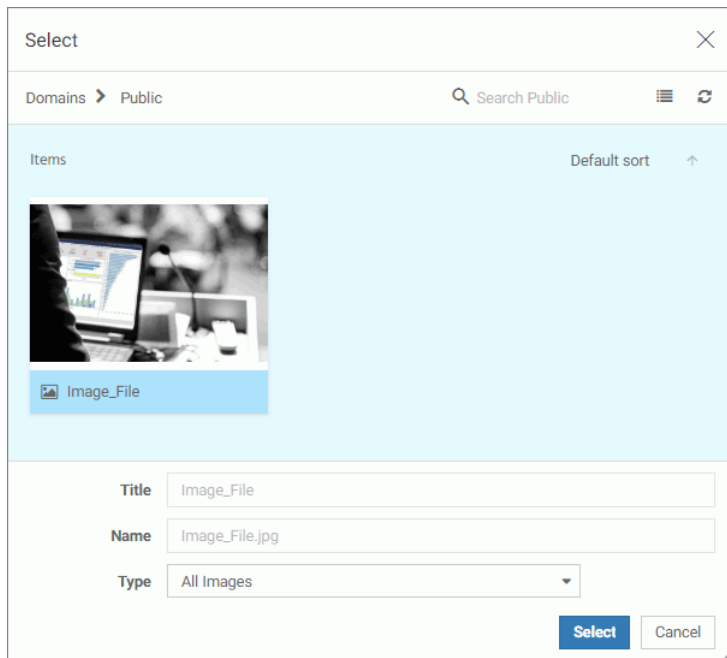 Select
Domains Public
Search Public
Items
Default sort
Image_File
Title Image_File
Name Image_File.jpg
Type All Images
Select Cancel